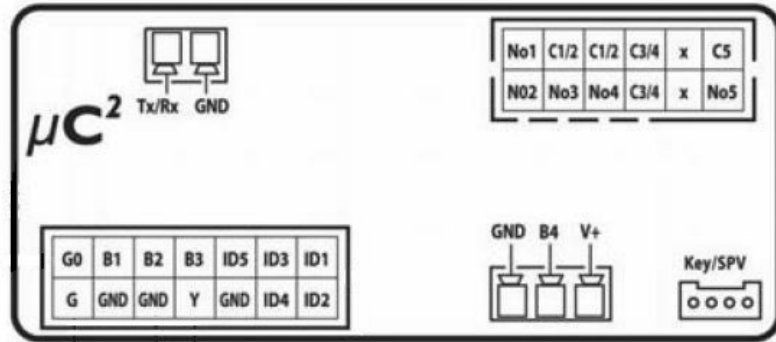 No1 C1/2 C1/2 C3/4 x C5
N02 No3 No4 C3/4 x No5
Tx/Rx GND
µC²
GND B4 V+
Key/SPV
G0 B1 B2 B3 ID5 ID3 ID1
G GND GND Y GND ID4 ID2